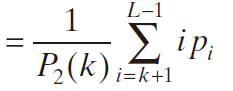 = \frac{1}{P_2(k)} \sum_{i=k+1}^{L-1} i p_i